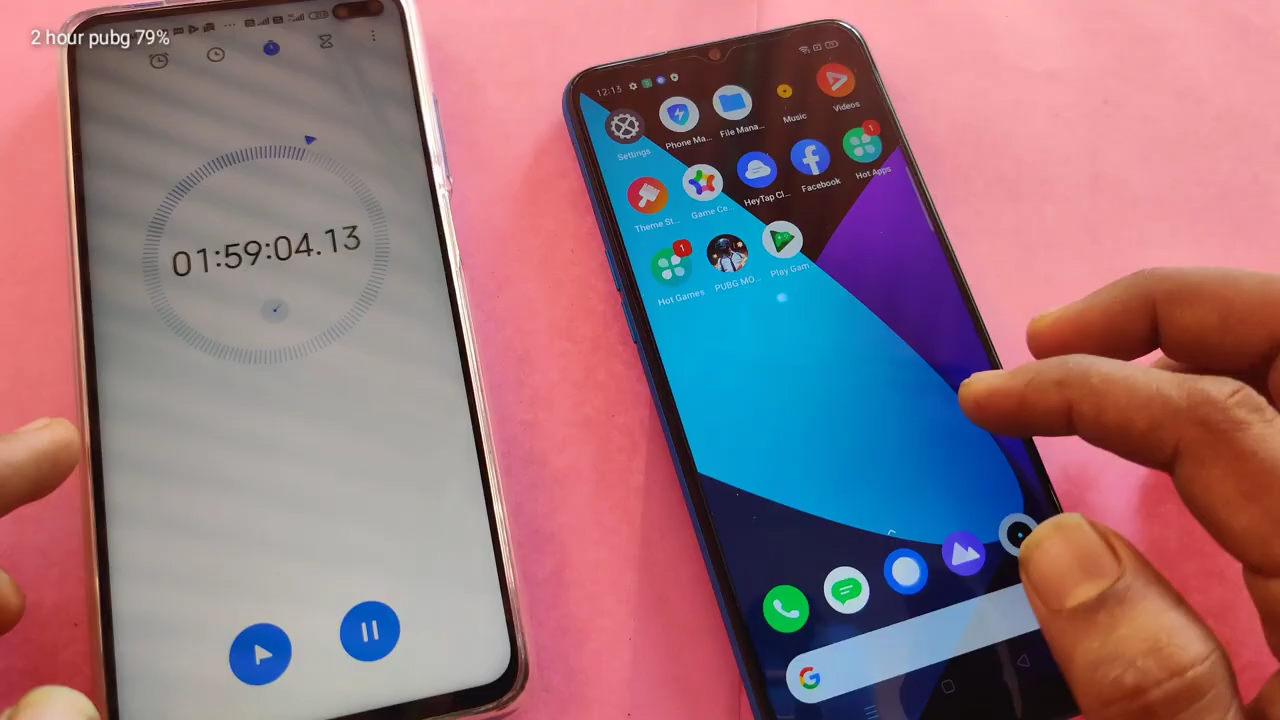 2 hour pubg 79%
01:59:04.13
12:13
Settings
Phone Ma...
File Mana...
Music
Videos
Theme St...
Game Ce...
HeyTap Cl...
Facebook
Hot Apps
1
Hot Games
1
PUBG MO...
Play Gam
G